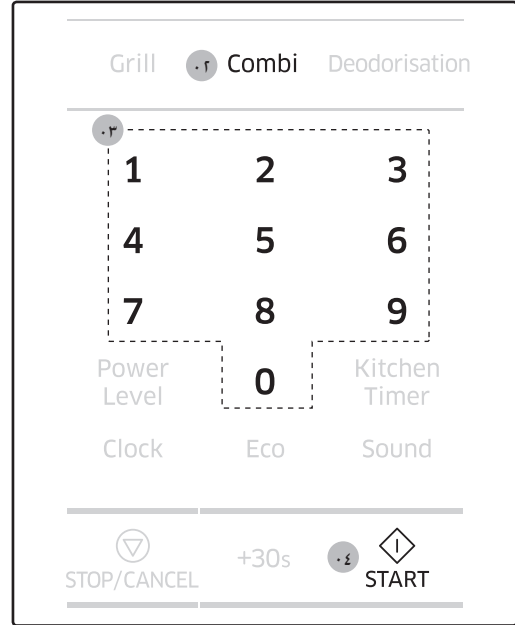 Grill ٠٢ Combi Deodorisation
٠٣
1 2 3
4 5 6
7 8 9
Power Level 0 Kitchen Timer
Clock Eco Sound
STOP/CANCEL +30s ٠٤ START